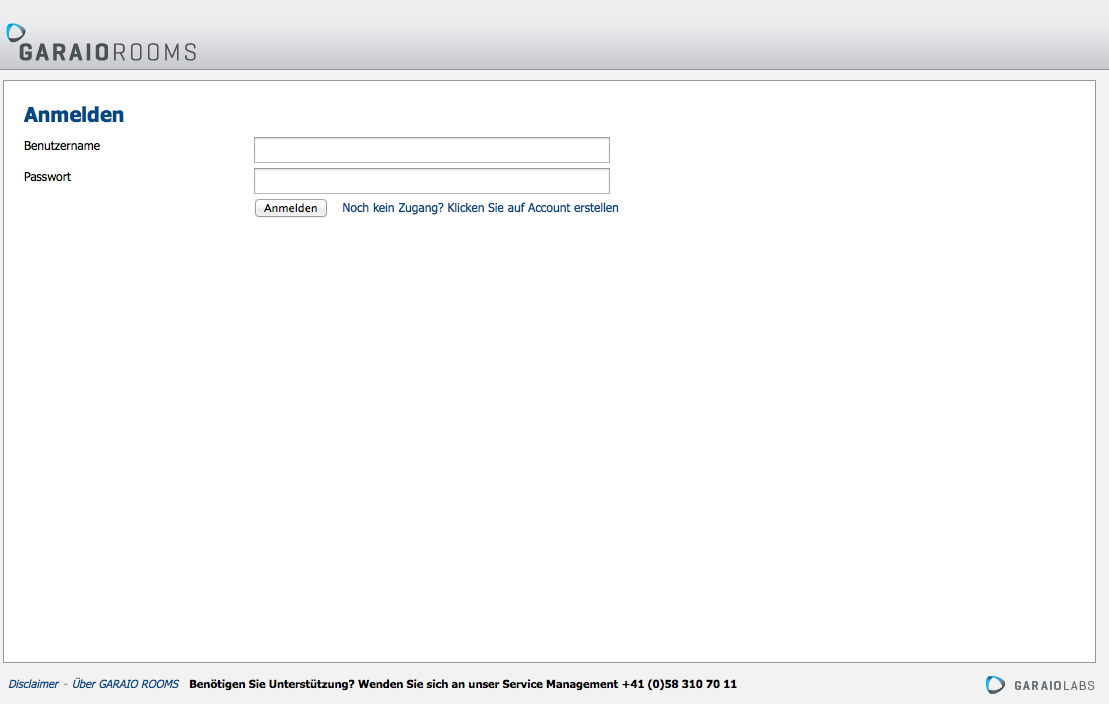 GARAIOROOMS
Anmelden
Benutzername
Passwort
Anmelden Noch kein Zugang? Klicken Sie auf Account erstellen
Disclaimer - Über GARAIO ROOMS Benötigen Sie Unterstützung? Wenden Sie sich an unser Service Management +41 (0)58 310 70 11 GARAIOLABS